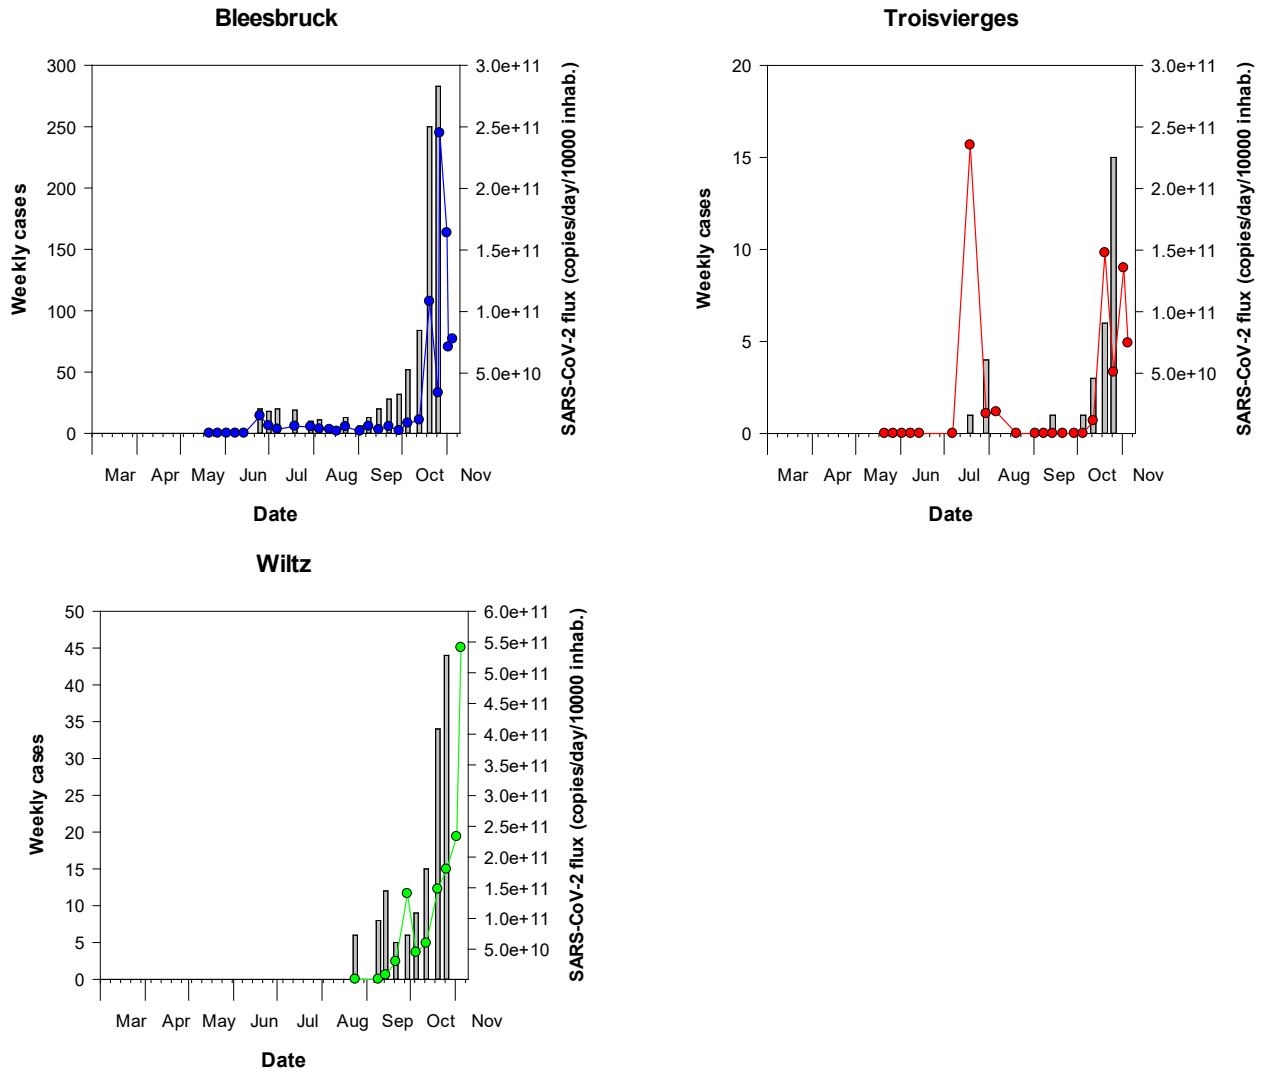 Bleesbruck
300
250
200
150
100
50
0
Weekly cases
3.0e+11
2.5e+11
2.0e+11
1.5e+11
1.0e+11
5.0e+10
SARS-CoV-2 flux (copies/day/10000 inhab.)
Mar Apr May Jun Jul Aug Sep Oct Nov
Date
Troisvierges
20
15
10
5
0
Weekly cases
3.0e+11
2.5e+11
2.0e+11
1.5e+11
1.0e+11
5.0e+10
SARS-CoV-2 flux (copies/day/10000 inhab.)
Mar Apr May Jun Jul Aug Sep Oct Nov
Date
Wiltz
50
45
40
35
30
25
20
15
10
5
0
Weekly cases
6.0e+11
5.5e+11
5.0e+11
4.5e+11
4.0e+11
3.5e+11
3.0e+11
2.5e+11
2.0e+11
1.5e+11
1.0e+11
5.0e+10
SARS-CoV-2 flux (copies/day/10000 inhab.)
Mar Apr May Jun Jul Aug Sep Oct Nov
Date